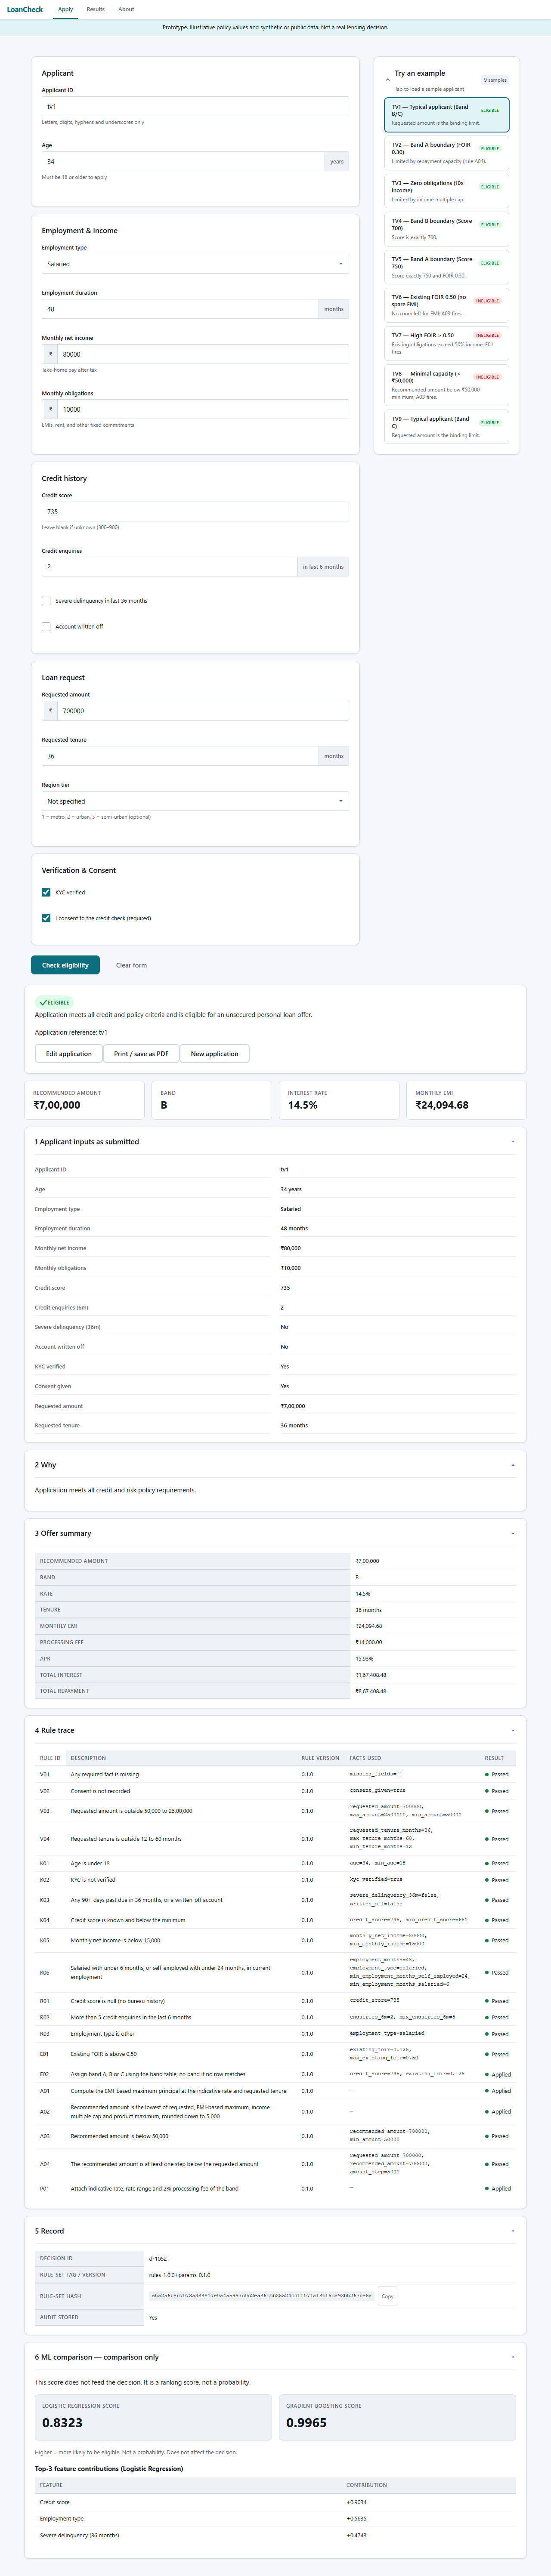 LoanCheck
Apply
Results
About
Prototype. Illustrative policy values and synthetic or public data. Not a real lending decision.
Applicant
Applicant ID
tv1
Letters, digits, hyphens and underscores only
Age
34
years
Must be 18 or older to apply
Employment & Income
Employment type
Salaried
Employment duration
48
months
Monthly net income
₹
80000
Take-home pay after tax
Monthly obligations
₹
10000
EMIs, rent, and other fixed commitments
Credit history
Credit score
735
Leave blank if unknown (300–900)
Credit enquiries
2
in last 6 months
Severe delinquency in last 36 months
Account written off
Loan request
Requested amount
₹
700000
Requested tenure
36
months
Region tier
Not specified
1 = metro, 2 = urban, 3 = semi-urban (optional)
Verification & Consent
KYC verified
I consent to the credit check (required)
Check eligibility
Clear form
Try an example
9 samples
Tap to load a sample applicant
TV1 — Typical applicant (Band
B/C)
ELIGIBLE
Requested amount is the binding limit.
TV2 — Band A boundary (FOIR
0.30)
ELIGIBLE
Limited by repayment capacity (rule A04).
TV3 — Zero obligations (10x
income)
ELIGIBLE
Limited by income multiple cap.
TV4 — Band B boundary (Score
700)
ELIGIBLE
Score is exactly 700.
TV5 — Band A boundary (Score
750)
ELIGIBLE
Score exactly 750 and FOIR 0.30.
TV6 — Existing FOIR 0.50 (no
spare EMI)
INELIGIBLE
No room left for EMI; A03 fires.
TV7 — High FOIR > 0.50
INELIGIBLE
Existing obligations exceed 50% income; E01
fires.
TV8 — Minimal capacity (<
₹50,000)
INELIGIBLE
Recommended amount below ₹50,000
minimum; A03 fires.
TV9 — Typical applicant (Band
C)
ELIGIBLE
Requested amount is the binding limit.
ELIGIBLE
Application meets all credit and policy criteria and is eligible for an unsecured personal loan offer.
Application reference: tv1
Edit application
Print / save as PDF
New application
RECOMMENDED AMOUNT
₹7,00,000
BAND
B
INTEREST RATE
14.5%
MONTHLY EMI
₹24,094.68
1 Applicant inputs as submitted
Applicant ID tv1
Age 34 years
Employment type Salaried
Employment duration 48 months
Monthly net income ₹80,000
Monthly obligations ₹10,000
Credit score 735
Credit enquiries (6m) 2
Severe delinquency (36m) No
Account written off No
KYC verified Yes
Consent given Yes
Requested amount ₹7,00,000
Requested tenure 36 months
2 Why
Application meets all credit and risk policy requirements.
3 Offer summary
RECOMMENDED AMOUNT ₹7,00,000
BAND B
RATE 14.5%
TENURE 36 months
MONTHLY EMI ₹24,094.68
PROCESSING FEE ₹14,000.00
APR 15.93%
TOTAL INTEREST ₹1,67,408.48
TOTAL REPAYMENT ₹8,67,408.48
4 Rule trace
RULE ID DESCRIPTION RULE VERSION FACTS USED RESULT
V01 Any required fact is missing 0.1.0 missing_fields=[] Passed
V02 Consent is not recorded 0.1.0 consent_given=true Passed
V03 Requested amount is outside 50,000 to 25,00,000 0.1.0 requested_amount=700000,
max_amount=2500000, min_amount=50000 Passed
V04 Requested tenure is outside 12 to 60 months 0.1.0 requested_tenure_months=36,
max_tenure_months=60,
min_tenure_months=12 Passed
K01 Age is under 18 0.1.0 age=34, min_age=18 Passed
K02 KYC is not verified 0.1.0 kyc_verified=true Passed
K03 Any 90+ days past due in 36 months, or a written-off account 0.1.0 severe_delinquency_36m=false,
written_off=false Passed
K04 Credit score is known and below the minimum 0.1.0 credit_score=735, min_credit_score=650 Passed
K05 Monthly net income is below 15,000 0.1.0 monthly_net_income=80000,
min_monthly_income=15000 Passed
K06 Salaried with under 6 months, or self-employed with under 24 months, in current
employment 0.1.0 employment_months=48,
employment_type=salaried,
min_employment_months_self_employed=24,
min_employment_months_salaried=6 Passed
R01 Credit score is null (no bureau history) 0.1.0 credit_score=735 Passed
R02 More than 5 credit enquiries in the last 6 months 0.1.0 enquiries_6m=2, max_enquiries_6m=5 Passed
R03 Employment type is other 0.1.0 employment_type=salaried Passed
E01 Existing FOIR is above 0.50 0.1.0 existing_foir=0.125,
max_existing_foir=0.50 Passed
E02 Assign band A, B or C using the band table; no band if no row matches 0.1.0 credit_score=735, existing_foir=0.125 Applied
A01 Compute the EMI-based maximum principal at the indicative rate and requested tenure 0.1.0 — Applied
A02 Recommended amount is the lowest of requested, EMI-based maximum, income
multiple cap and product maximum, rounded down to 5,000 0.1.0 — Applied
A03 Recommended amount is below 50,000 0.1.0 recommended_amount=700000,
min_amount=50000 Passed
A04 The recommended amount is at least one step below the requested amount 0.1.0 requested_amount=700000,
recommended_amount=700000,
amount_step=5000 Passed
P01 Attach indicative rate, rate range and 2% processing fee of the band 0.1.0 — Applied
5 Record
DECISION ID d-1052
RULE-SET TAG / VERSION rules-1.0.0+params-0.1.0
RULE-SET HASH
Copy
AUDIT STORED Yes
6 ML comparison — comparison only
This score does not feed the decision. It is a ranking score, not a probability.
LOGISTIC REGRESSION SCORE
0.8323
GRADIENT BOOSTING SCORE
0.9965
Higher = more likely to be eligible. Not a probability. Does not affect the decision.
Top-3 feature contributions (Logistic Regression)
FEATURE CONTRIBUTION
Credit score +0.9034
Employment type +0.5635
Severe delinquency (36 months) +0.4743